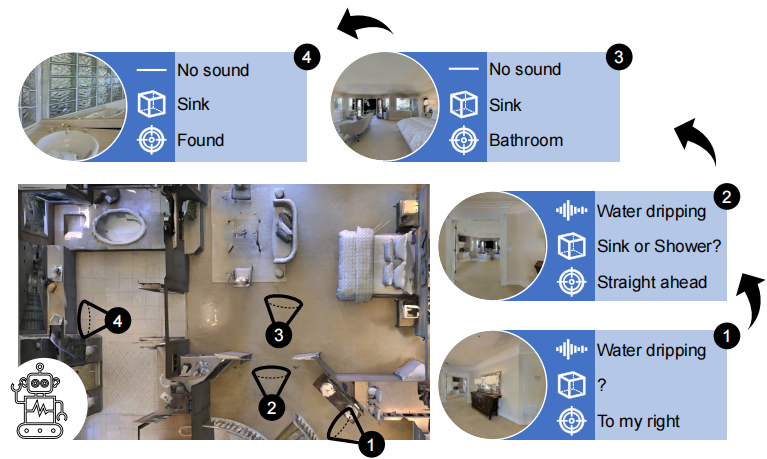 4
No sound
Sink
Found
3
No sound
Sink
Bathroom
2
Water dripping
Sink or Shower?
Straight ahead
1
Water dripping
?
To my right
4
3
2
1